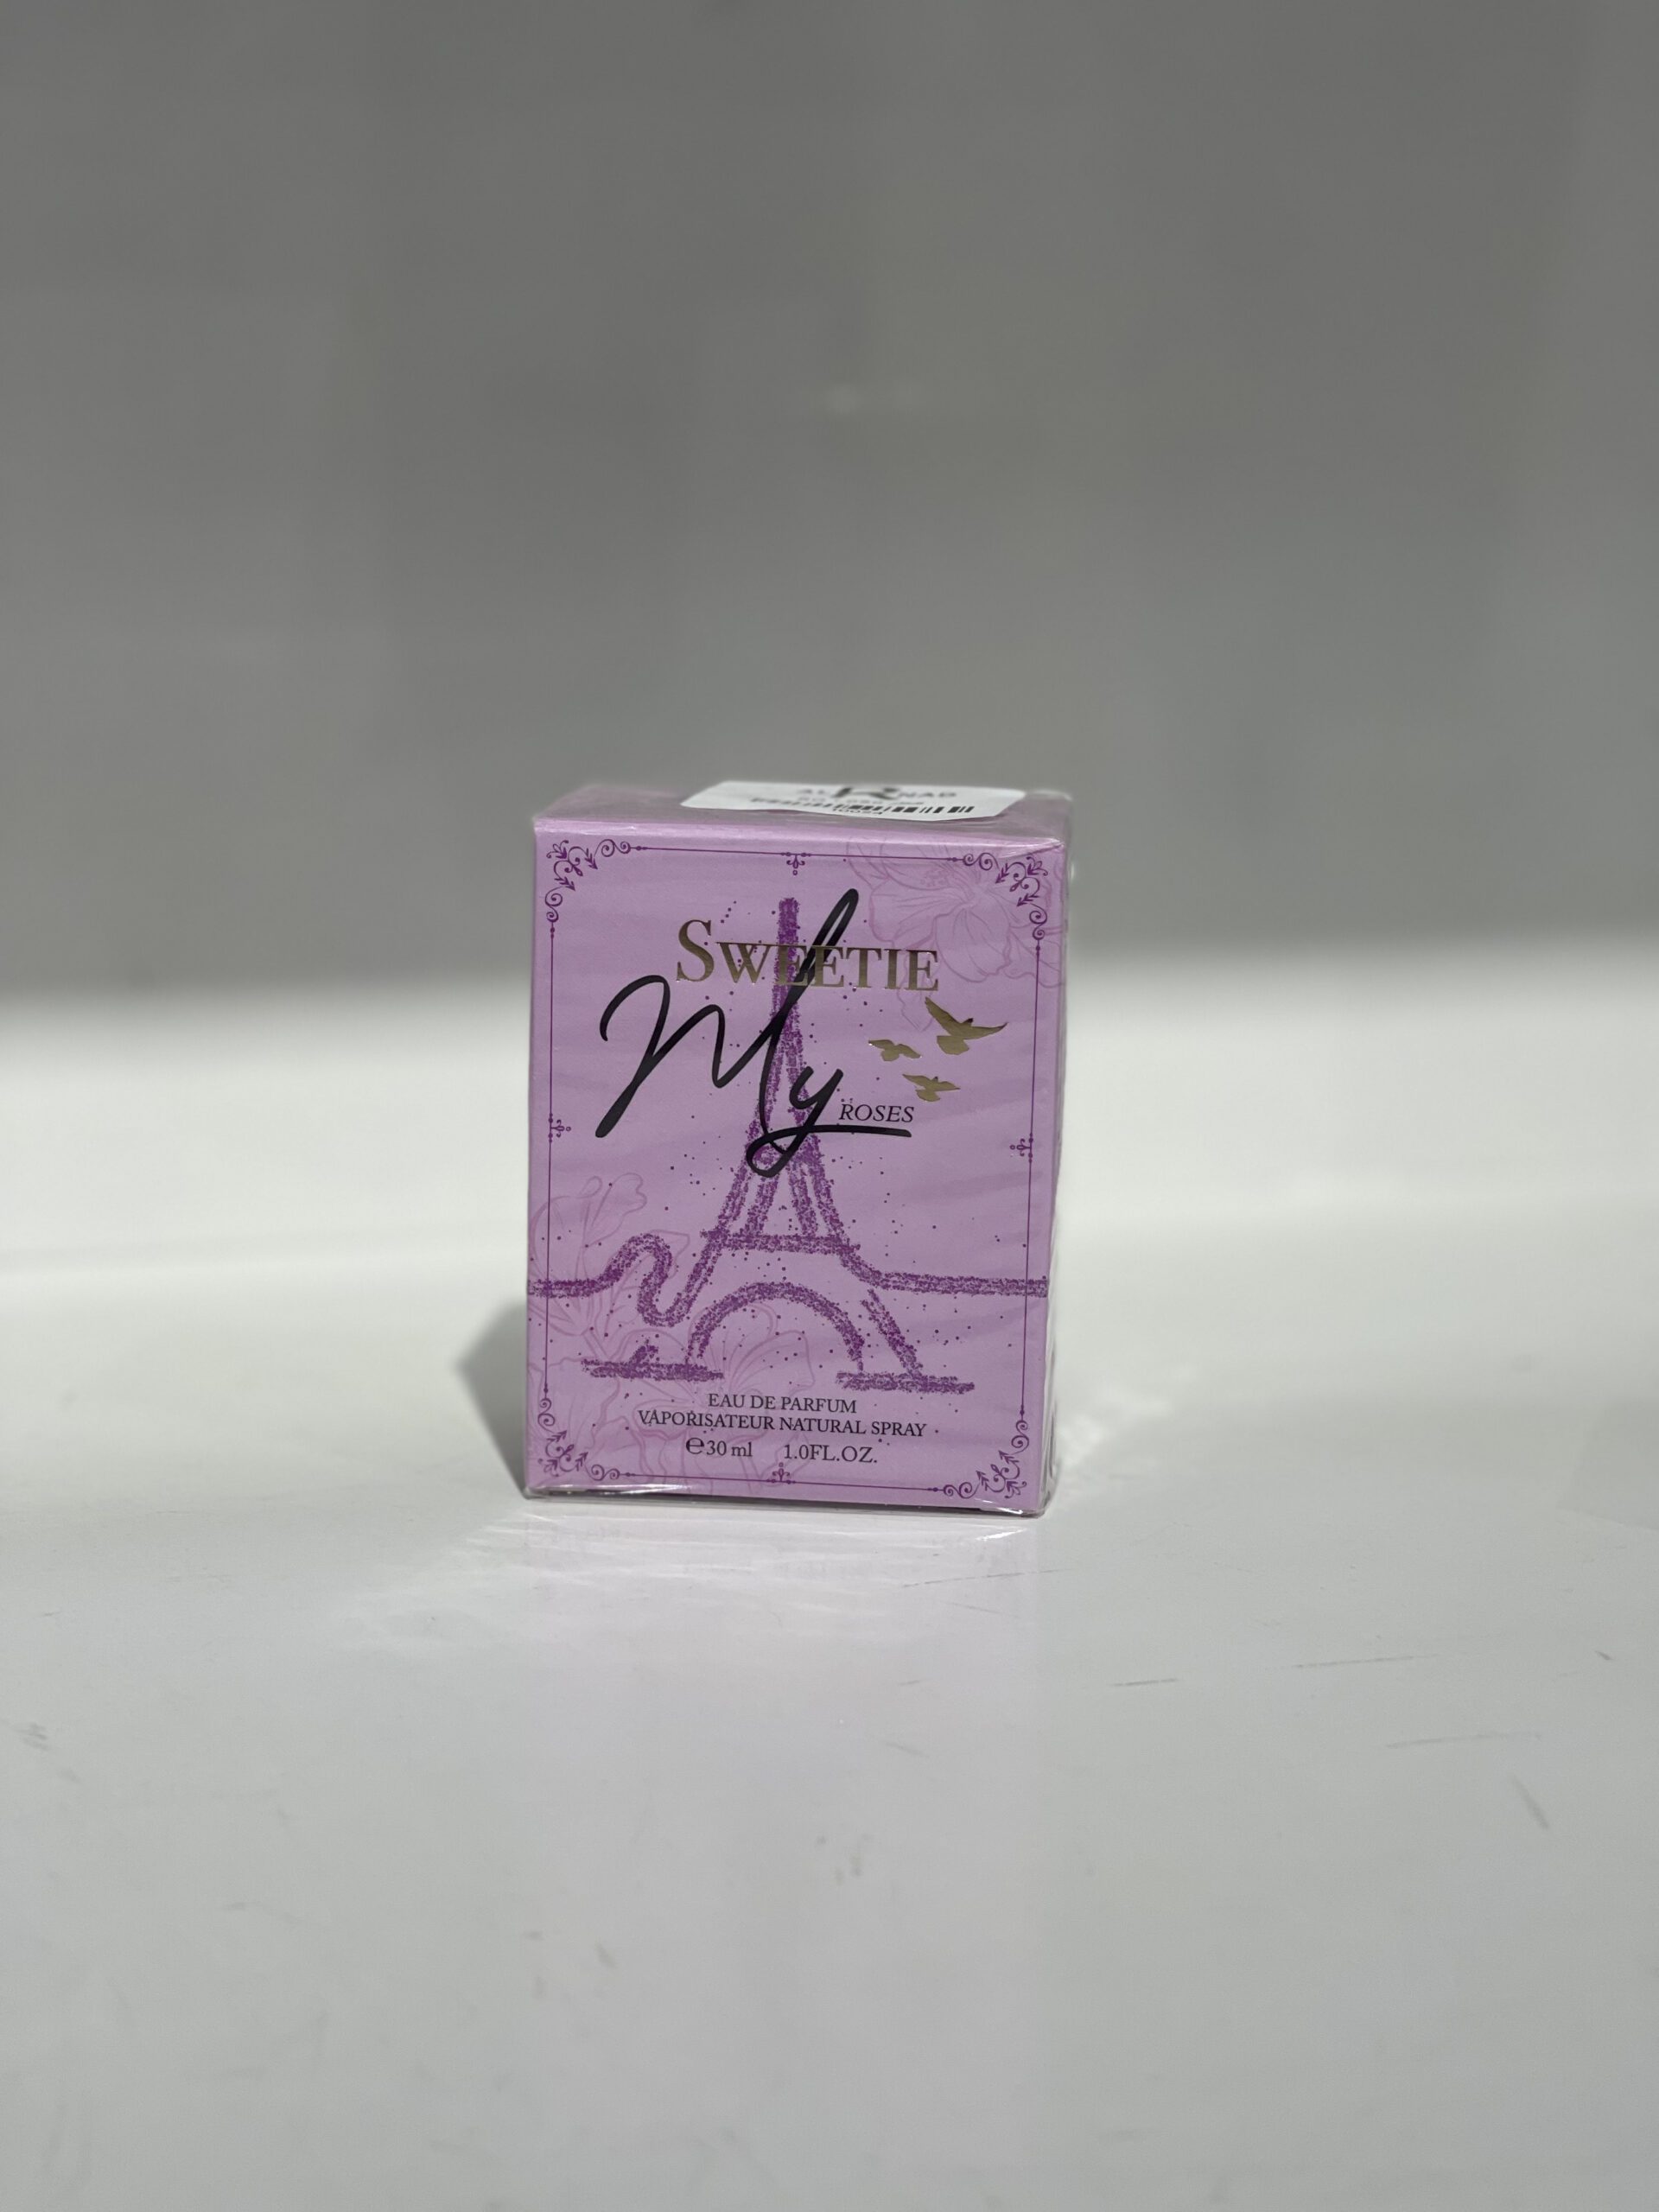 SWEETIE
My
ROSES
EAU DE PARFUM
VAPORISATEUR NATURAL SPRAY
℮30 ml 1.0FL.OZ.